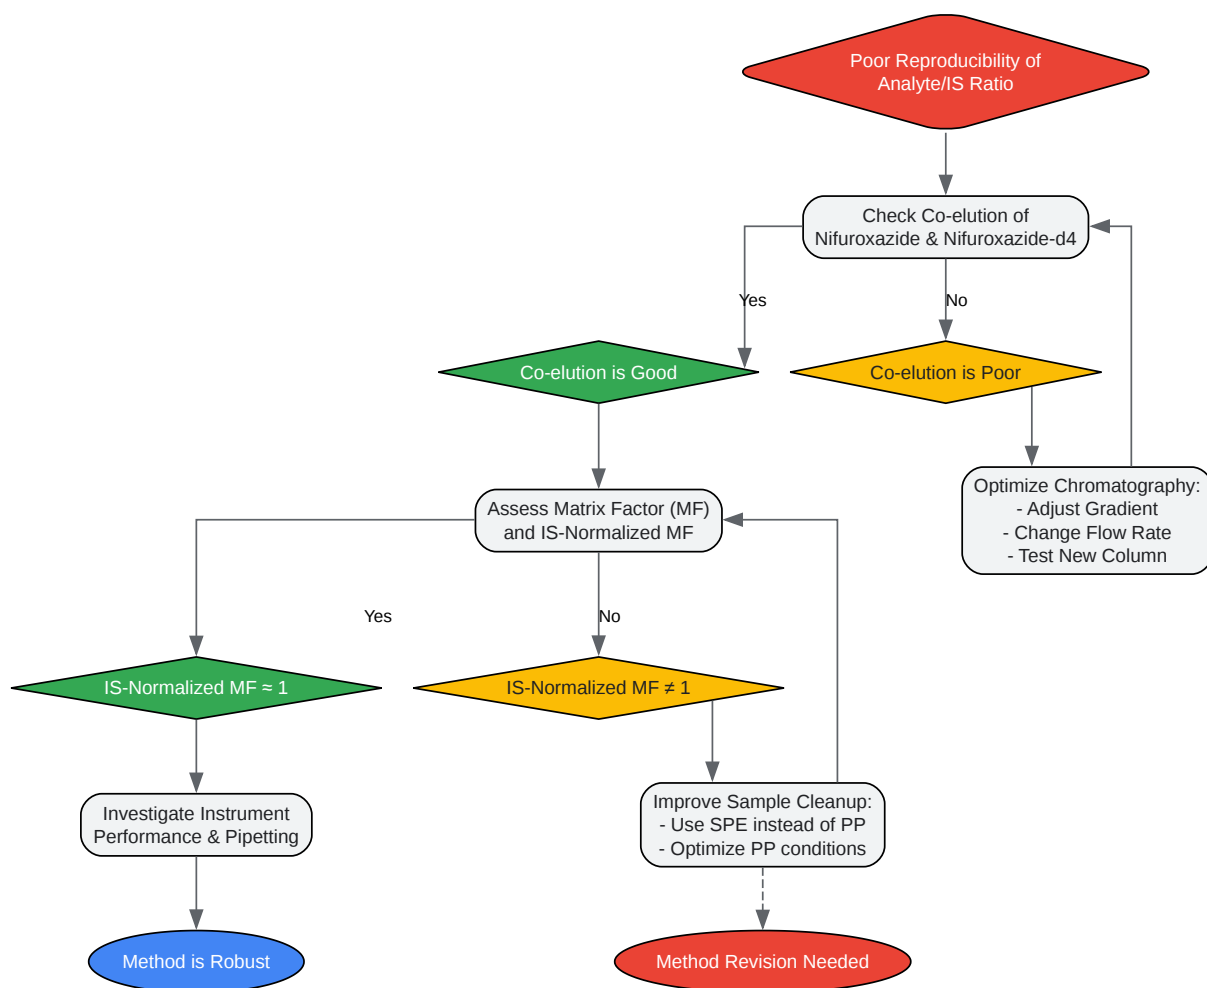 Poor Reproducibility of
Analyte/IS Ratio
Check Co-elution of
Nifuroxazide & Nifuroxazide-d4
Yes
No
Co-elution is Good
Co-elution is Poor
Optimize Chromatography:
- Adjust Gradient
- Change Flow Rate
- Test New Column
Assess Matrix Factor (MF)
and IS-Normalized MF
Yes
No
IS-Normalized MF ≈ 1
IS-Normalized MF ≠ 1
Investigate Instrument
Performance & Pipetting
Improve Sample Cleanup:
- Use SPE instead of PP
- Optimize PP conditions
Method is Robust
Method Revision Needed